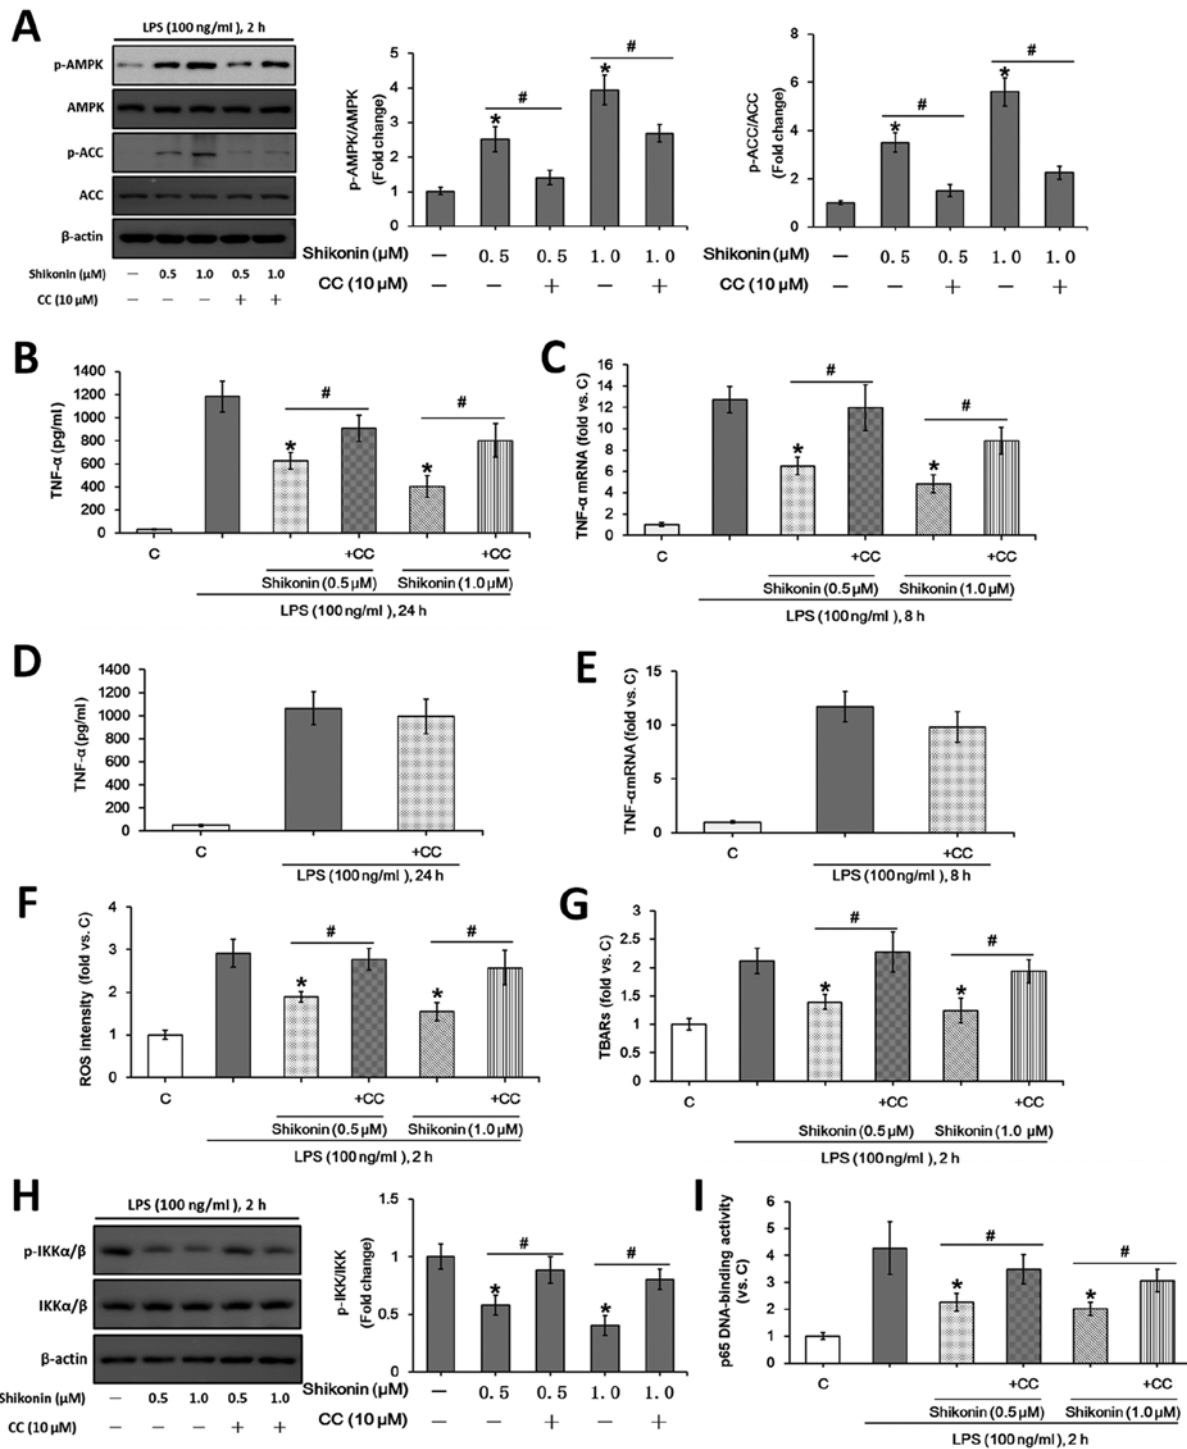 A
LPS (100 ng/ml), 2 h
p-AMPK
AMPK
p-ACC
ACC
β-actin
Shikonin (μM) — 0.5 1.0 0.5 1.0
CC (10 μM) — — — + +
p-AMPK/AMPK
(Fold change)
5
4
3
2
1
0
* # * #
Shikonin (μM) — 0.5 0.5 1.0 1.0
CC (10 μM) — — + — +
p-ACC/ACC
(Fold change)
8
6
4
2
0
* # * #
Shikonin (μM) — 0.5 0.5 1.0 1.0
CC (10 μM) — — + — +
B
TNF-α (pg/ml)
1400
1200
1000
800
600
400
200
0
* # * #
C +CC +CC
Shikonin (0.5 μM) Shikonin (1.0 μM)
LPS (100 ng/ml), 24 h
C
TNF-α mRNA (fold vs. C)
16
14
12
10
8
6
4
2
0
* # * #
C +CC +CC
Shikonin (0.5 μM) Shikonin (1.0 μM)
LPS (100 ng/ml), 8 h
D
TNF-α (pg/ml)
1400
1200
1000
800
600
400
200
0
C +CC
LPS (100 ng/ml), 24 h
E
TNF-α mRNA (fold vs. C)
15
10
5
0
C +CC
LPS (100 ng/ml), 8 h
F
ROS intensity (fold vs. C)
4
3
2
1
0
* # * #
C +CC +CC
Shikonin (0.5 μM) Shikonin (1.0 μM)
LPS (100 ng/ml), 2 h
G
TBARs (fold vs. C)
3
2.5
2
1.5
1
0.5
0
* # * #
C +CC +CC
Shikonin (0.5 μM) Shikonin (1.0 μM)
LPS (100 ng/ml), 2 h
H
LPS (100 ng/ml), 2 h
p-IKKα/β
IKKα/β
β-actin
Shikonin (μM) — 0.5 1.0 0.5 1.0
CC (10 μM) — — — + +
p-IKK/IKK
(Fold change)
1.5
1
0.5
0
* # * #
Shikonin (μM) — 0.5 0.5 1.0 1.0
CC (10 μM) — — + — +
I
p65 DNA-binding activity
(vs. C)
6
5
4
3
2
1
0
* # * #
C +CC +CC
Shikonin (0.5 μM) Shikonin (1.0 μM)
LPS (100 ng/ml), 2 h